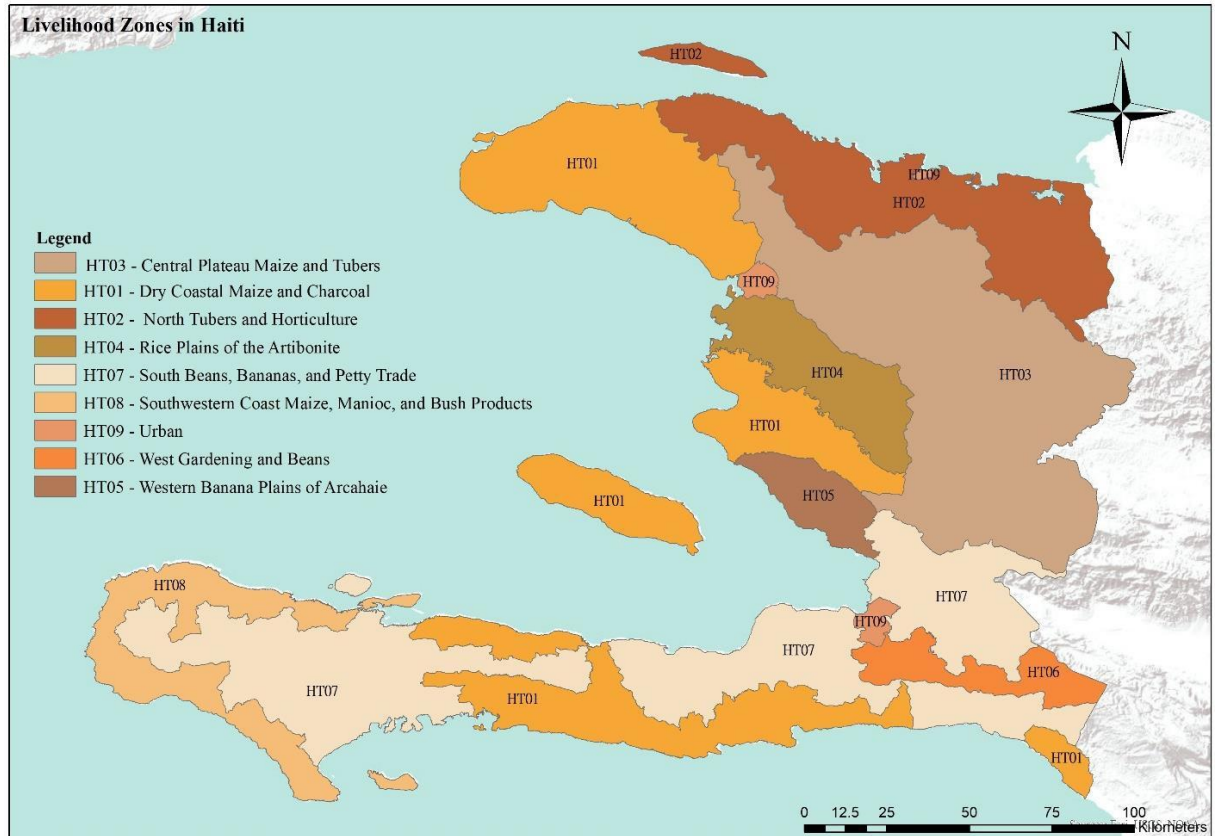 Livelihood Zones in Haiti
N
HT02
HT01
HT09
HT02
HT09
HT04
HT03
HT01
HT05
HT01
HT08
HT07
HT09
HT07
HT07
HT06
HT01
HT01
Legend
HT03 - Central Plateau Maize and Tubers
HT01 - Dry Coastal Maize and Charcoal
HT02 - North Tubers and Horticulture
HT04 - Rice Plains of the Artibonite
HT07 - South Beans, Bananas, and Petty Trade
HT08 - Southwestern Coast Maize, Manioc, and Bush Products
HT09 - Urban
HT06 - West Gardening and Beans
HT05 - Western Banana Plains of Arcahaie
0 12.5 25 50 75 100
Kilometers